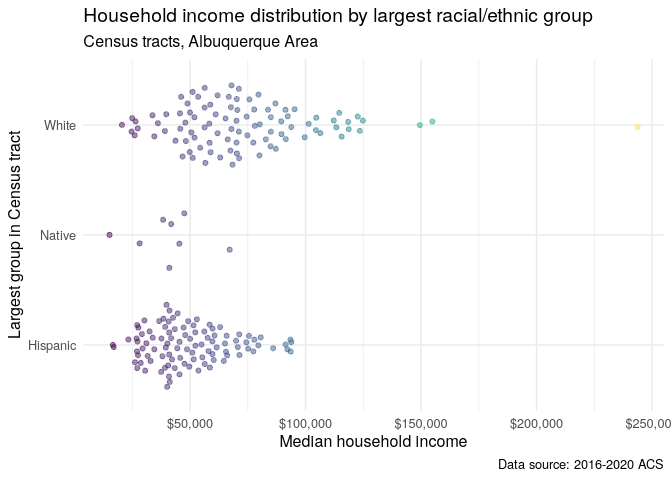 Household income distribution by largest racial/ethnic group
Census tracts, Albuquerque Area
Largest group in Census tract
White
Native
Hispanic
$50,000
$100,000
$150,000
$200,000
$250,00
Median household income
Data source: 2016-2020 ACS